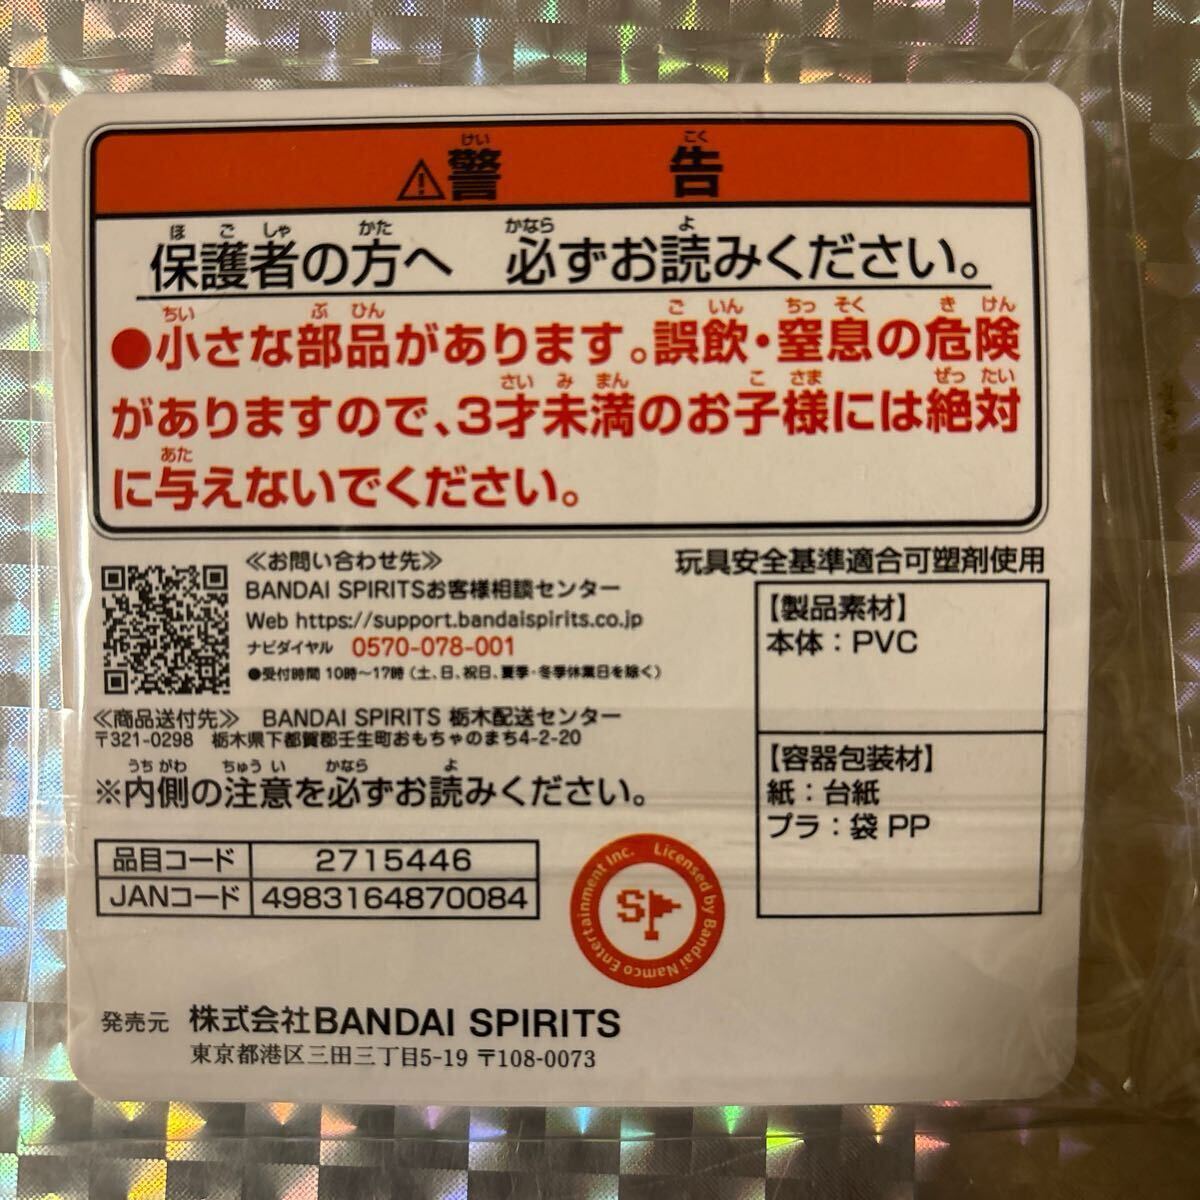 ⚠警告
保護者の方へ 必ずお読みください。
●小さな部品があります。誤飲・窒息の危険
がありますので、3才未満のお子様には絶対
に与えないでください。
≪お問い合わせ先≫
BANDAI SPIRITSお客様相談センター
Web https://support.bandaispirits.co.jp
ナビダイヤル 0570-078-001
●受付時間 10時～17時(土、日、祝日、夏季・冬季休業日を除く)
≪商品送付先≫ BANDAI SPIRITS 栃木配送センター
〒321-0298 栃木県下都賀郡壬生町おもちゃのまち4-2-20
※内側の注意を必ずお読みください。
玩具安全基準適合可塑剤使用
【製品素材】
本体：PVC
【容器包装材】
紙：台紙
プラ：袋 PP
品目コード 2715446
JANコード 4983164870084
Licensed by Bandai Namco Entertainment Inc.
発売元 株式会社BANDAI SPIRITS
東京都港区三田三丁目5-19 〒108-0073